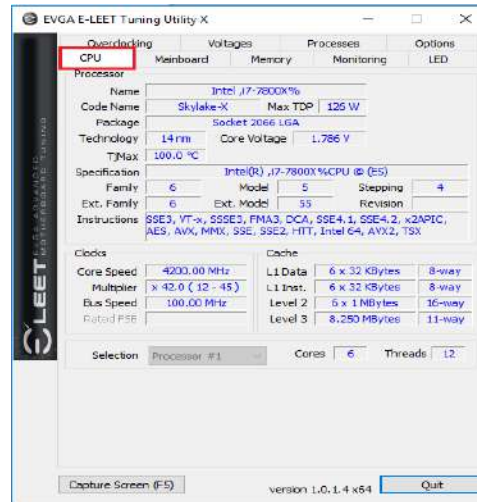 EVGA E-LEET Tuning Utility X
Overclocking Voltages Processes Options
CPU Mainboard Memory Monitoring LED
Processor
Name Intel ,I7-7800X%
Code Name Skylake-X Max TDP 126 W
Package Socket 2066 LGA
Technology 14 nm Core Voltage 1.786 V
TjMax 100.0 °C
Specification Intel(R) ,I7-7800X%CPU @ (ES)
Family 6 Model 5 Stepping 4
Ext. Family 6 Ext. Model 55 Revision
Instructions SSE3, VT-x, SSSE3, FMA3, DCA, SSE4.1, SSE4.2, x2APIC,
AES, AVX, MMX, SSE, SSE2, HTT, Intel 64, AVX2, TSX
Clocks Cache
Core Speed 4200.00 MHz L1 Data 6 x 32 KBytes 8-way
Multiplier x 42.0 ( 12 - 45 ) L1 Inst. 6 x 32 KBytes 8-way
Bus Speed 100.00 MHz Level 2 6 x 1 MBytes 16-way
Rated FSB Level 3 8.250 MBytes 11-way
Selection Processor #1 Cores 6 Threads 12
Capture Screen (F5) version 1.0.1.4 x64 Quit
E-LEET EVGA ADVANCED
MOTHERBOARD TUNING